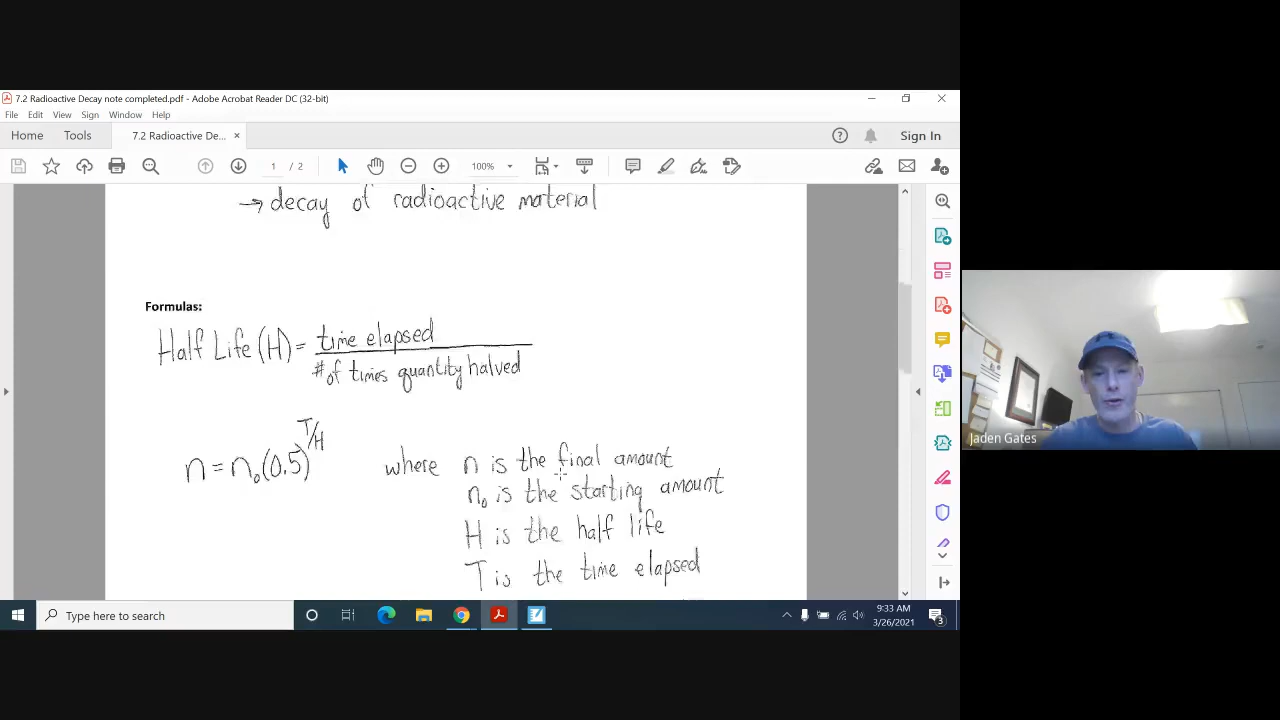 7.2 Radioactive Decay note completed.pdf - Adobe Acrobat Reader DC (32-bit)
File Edit View Sign Window Help
Home Tools 7.2 Radioactive De... × Sign In
1 / 2 100%
→ decay of radioactive material
Formulas:
Half Life (H) = time elapsed
# of times quantity halved
n = n₀(0.5)^(T/H) where n is the final amount
n₀ is the starting amount
H is the half life
T is the time elapsed
Jaden Gates
Type here to search
9:33 AM
3/26/2021
3